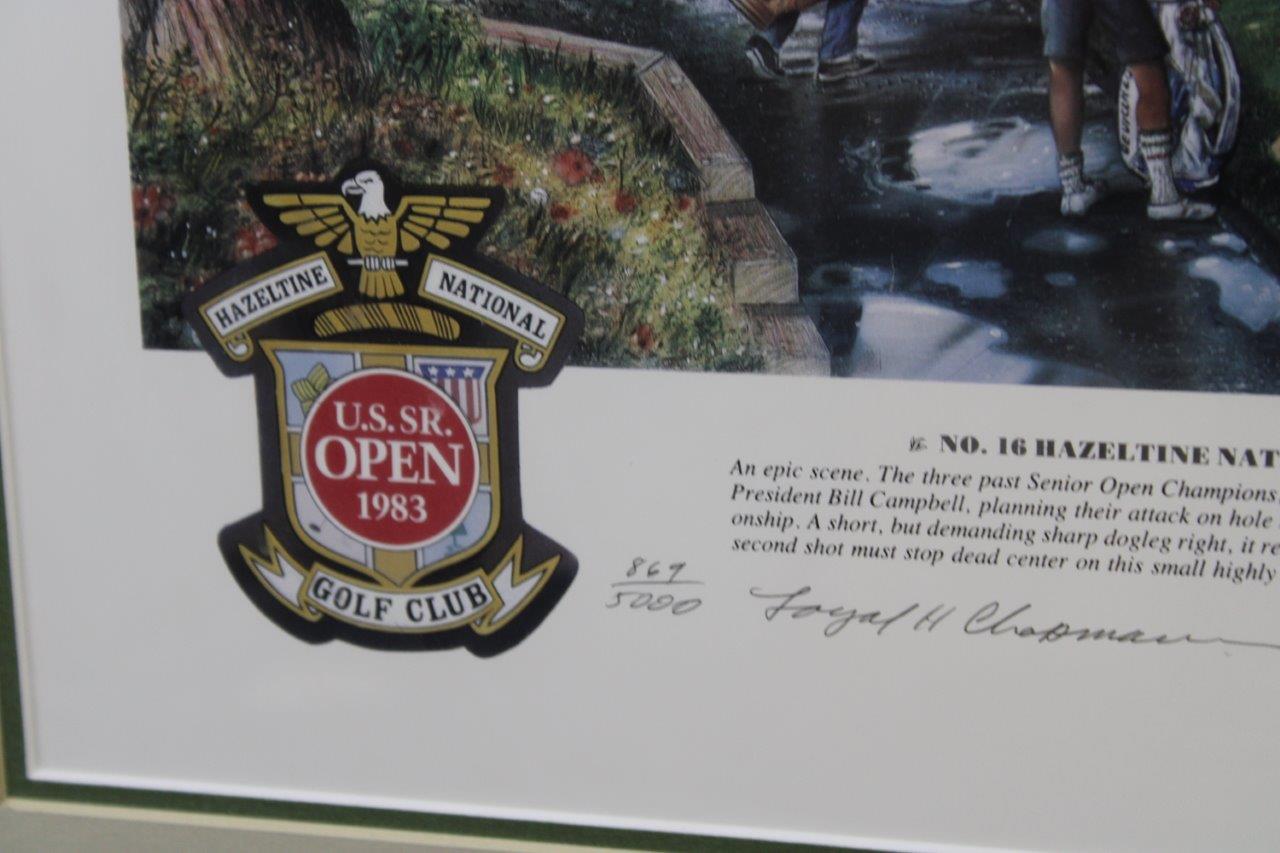 HAZELTINE NATIONAL
U.S. SR.
OPEN
1983
GOLF CLUB
NO. 16 HAZELTINE NAT
An epic scene. The three past Senior Open Champions
President Bill Campbell, planning their attack on hole
onship. A short, but demanding sharp dogleg right, it re
second shot must stop dead center on this small highly
869
5000
Loyal H Chapman